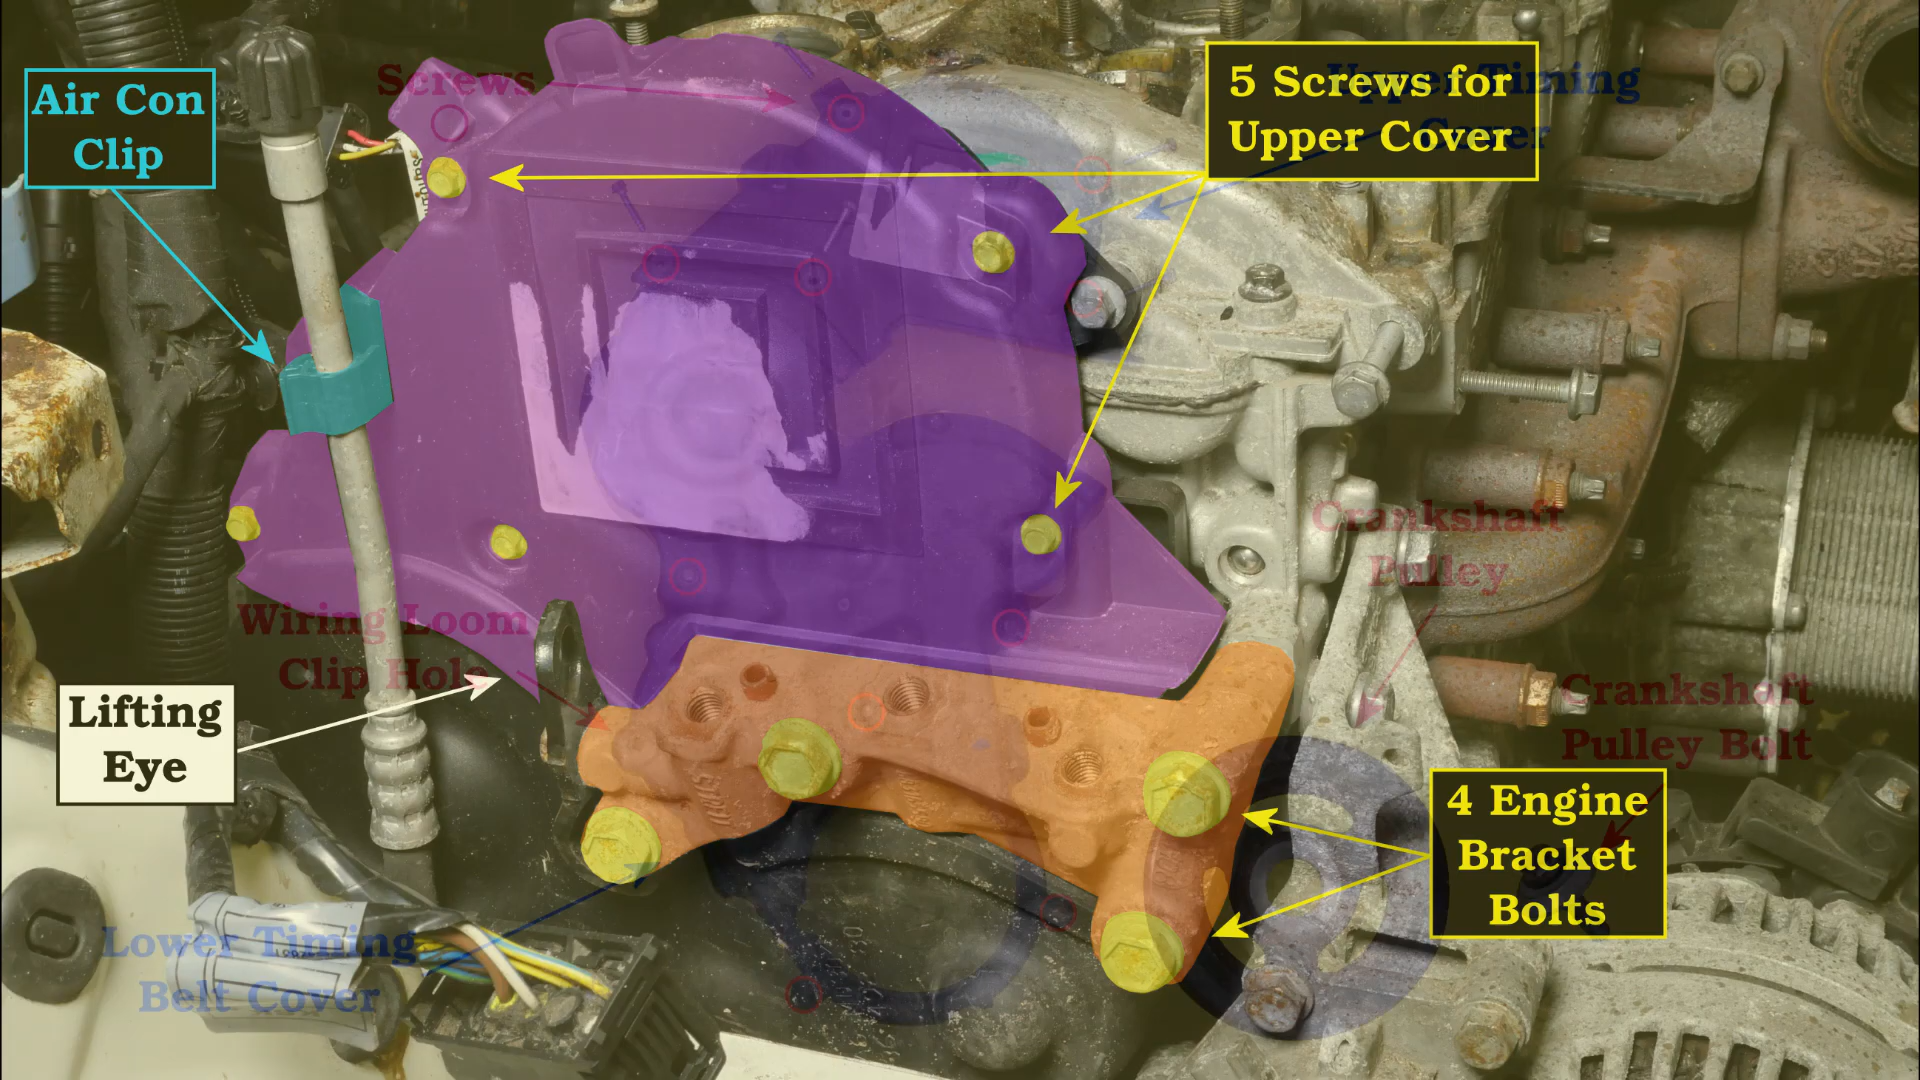 Air Con
Clip
Screws
5 Screws for
Upper Cover
Upper Timing
Cover
Crankshaft
Pulley
Wiring Loom
Clip Hole
Lifting
Eye
Crankshaft
Pulley Bolt
4 Engine
Bracket
Bolts
Lower Timing
Belt Cover